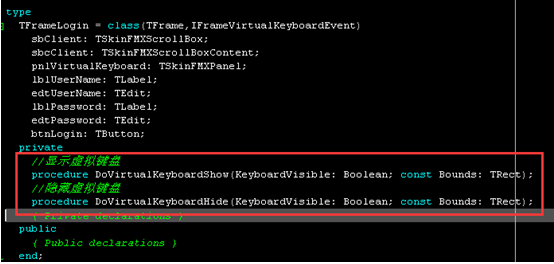 type
TFrameLogin = class(TFrame,IFrameVirtualKeyboardEvent)
sbClient: TSkinFMXScrollBox;
sbcClient: TSkinFMXScrollBoxContent;
pnlVirtualKeyboard: TSkinFMXPanel;
lblUserName: TLabel;
edtUserName: TEdit;
lblPassword: TLabel;
edtPassword: TEdit;
btnLogin: TButton;
private
//显示虚拟键盘
procedure DoVirtualKeyboardShow(KeyboardVisible: Boolean; const Bounds: TRect);
//隐藏虚拟键盘
procedure DoVirtualKeyboardHide(KeyboardVisible: Boolean; const Bounds: TRect);
{ Private declarations }
public
{ Public declarations }
end;